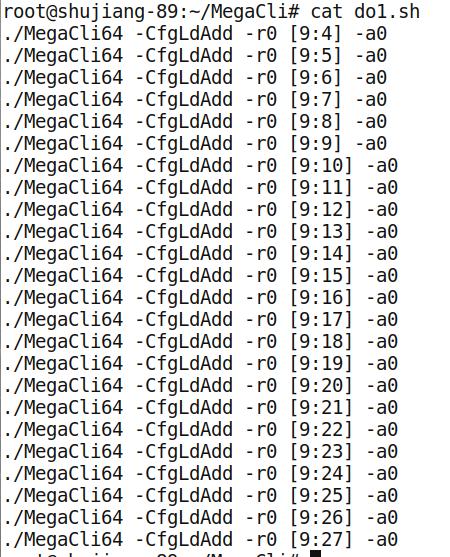 root@shujiang-89:~/MegaCli# cat do1.sh
./MegaCli64 -CfgLdAdd -r0 [9:4] -a0
./MegaCli64 -CfgLdAdd -r0 [9:5] -a0
./MegaCli64 -CfgLdAdd -r0 [9:6] -a0
./MegaCli64 -CfgLdAdd -r0 [9:7] -a0
./MegaCli64 -CfgLdAdd -r0 [9:8] -a0
./MegaCli64 -CfgLdAdd -r0 [9:9] -a0
./MegaCli64 -CfgLdAdd -r0 [9:10] -a0
./MegaCli64 -CfgLdAdd -r0 [9:11] -a0
./MegaCli64 -CfgLdAdd -r0 [9:12] -a0
./MegaCli64 -CfgLdAdd -r0 [9:13] -a0
./MegaCli64 -CfgLdAdd -r0 [9:14] -a0
./MegaCli64 -CfgLdAdd -r0 [9:15] -a0
./MegaCli64 -CfgLdAdd -r0 [9:16] -a0
./MegaCli64 -CfgLdAdd -r0 [9:17] -a0
./MegaCli64 -CfgLdAdd -r0 [9:18] -a0
./MegaCli64 -CfgLdAdd -r0 [9:19] -a0
./MegaCli64 -CfgLdAdd -r0 [9:20] -a0
./MegaCli64 -CfgLdAdd -r0 [9:21] -a0
./MegaCli64 -CfgLdAdd -r0 [9:22] -a0
./MegaCli64 -CfgLdAdd -r0 [9:23] -a0
./MegaCli64 -CfgLdAdd -r0 [9:24] -a0
./MegaCli64 -CfgLdAdd -r0 [9:25] -a0
./MegaCli64 -CfgLdAdd -r0 [9:26] -a0
./MegaCli64 -CfgLdAdd -r0 [9:27] -a0